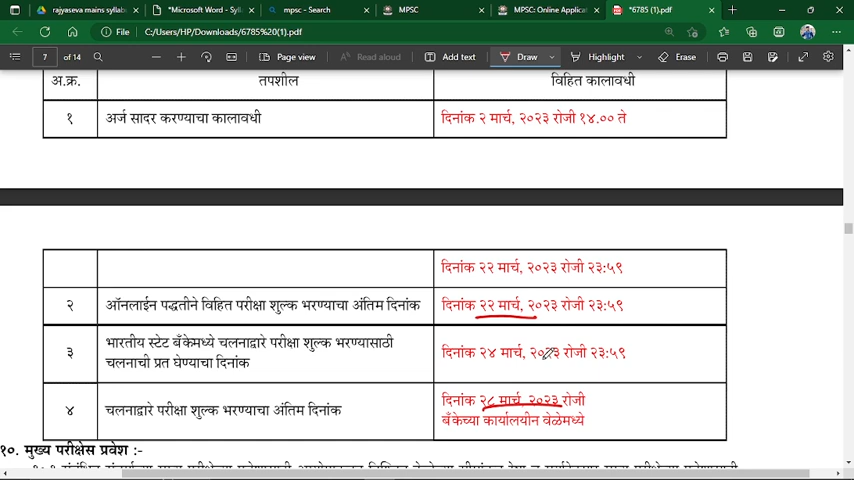 rajyaseva mains syllab
*Microsoft Word - Sylla
mpsc - Search
MPSC
MPSC: Online Applicat
*6785 (1).pdf
File
C:/Users/HP/Downloads/6785%20(1).pdf
7 of 14
Page view
Read aloud
Add text
Draw
Highlight
Erase
अ.क्र. तपशील विहित कालावधी
१ अर्ज सादर करण्याचा कालावधी दिनांक २ मार्च, २०२३ रोजी १४.०० ते
दिनांक २२ मार्च, २०२३ रोजी २३:५९
२ ऑनलाईन पद्धतीने विहित परीक्षा शुल्क भरण्याचा अंतिम दिनांक दिनांक २२ मार्च, २०२३ रोजी २३:५९
३ भारतीय स्टेट बँकेमध्ये चलनाद्वारे परीक्षा शुल्क भरण्यासाठी
चलनाची प्रत घेण्याचा दिनांक
दिनांक २४ मार्च, २०२३ रोजी २३:५९
४ चलनाद्वारे परीक्षा शुल्क भरण्याचा अंतिम दिनांक
दिनांक २८ मार्च, २०२३ रोजी
बँकेच्या कार्यालयीन वेळेमध्ये
१०. मुख्य परीक्षेस प्रवेश :-